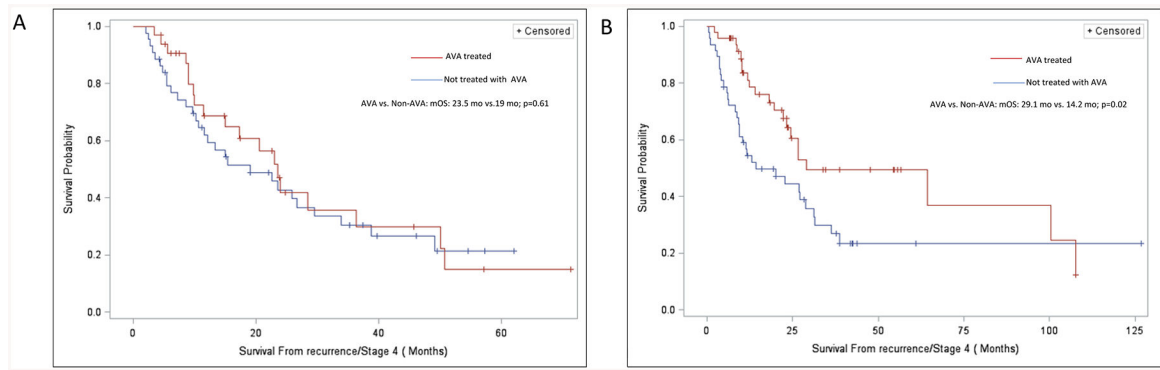 A
1.0
0.8
0.6
0.4
0.2
0.0
Survival Probability
+ Censored
AVA treated
Not treated with AVA
AVA vs. Non-AVA: mOS: 23.5 mo vs.19 mo; p=0.61
0 20 40 60
Survival From recurrence/Stage 4 ( Months)
B
1.0
0.8
0.6
0.4
0.2
0.0
Survival Probability
+ Censored
AVA treated
Not treated with AVA
AVA vs. Non-AVA: mOS: 29.1 mo vs. 14.2 mo; p=0.02
0 25 50 75 100 125
Survival From recurrence/Stage 4 ( Months)